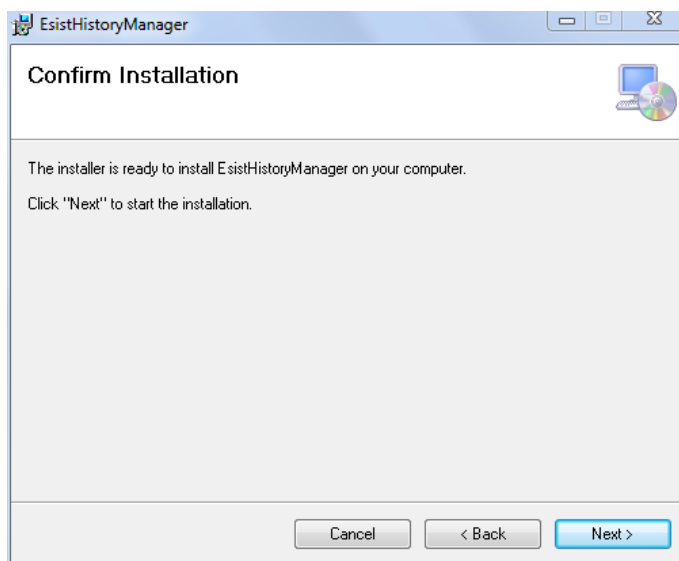 EsistHistoryManager
Confirm Installation
The installer is ready to install EsistHistoryManager on your computer.
Click "Next" to start the installation.
Cancel
< Back
Next >